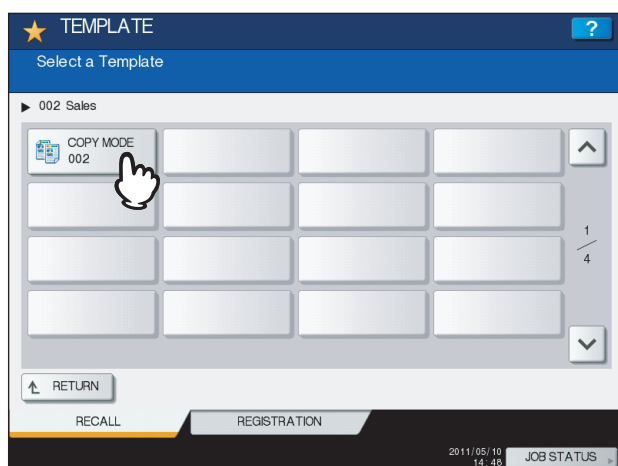 TEMPLATE
?
Select a Template
002 Sales
COPY MODE
002
1
4
RETURN
RECALL
REGISTRATION
2011/05/10
14:48
JOB STATUS